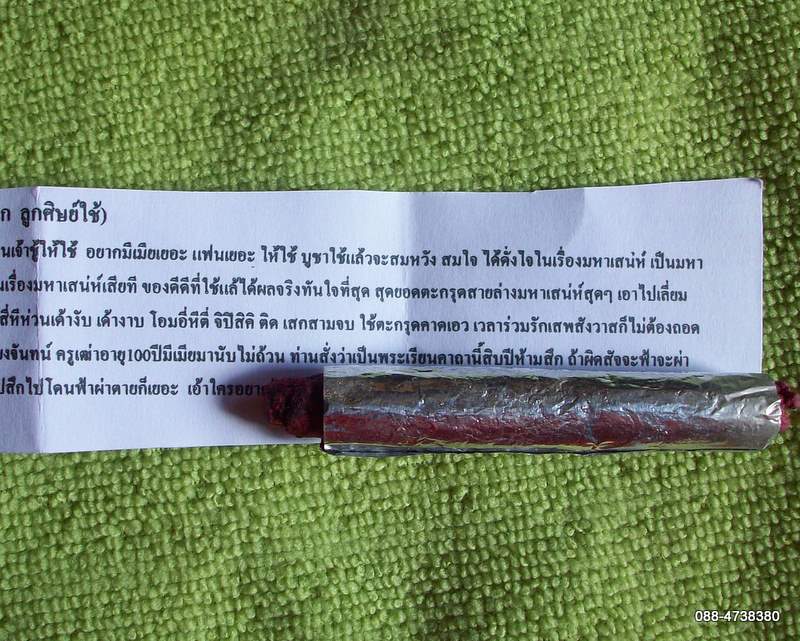 ก ลูกศิษย์ใช้)
นเจ้าชู้ให้ใช้ อยากมีเมียเยอะ แฟนเยอะ ให้ใช้ บูชาใช้แล้วจะสมหวัง สมใจ ได้ดั่งใจในเรื่องมหาเสน่ห์ เป็นมหา
นเรื่องมหาเสน่ห์เสียที ของดีดีที่ใช้แล้ได้ผลจริงทันใจที่สุด สุดยอดตะกรุดสายล่างมหาเสน่ห์สุดๆ เอาไปเลี่ยม
สี่หีห่วนเด้างับ เด้างาบ โอมอี่หีตี่ จิปิสิคิ ติด เสกสามจบ ใช้ตะกรุดคาดเอว เวลาร่วมรักเสพสังวาสก็ไม่ต้องถอด
งจันทน์ ครูเฒ่าอายุ100ปีมีเมียมานับไม่ถ้วน ท่านสั่งว่าเป็นพระเรียนคาถานี้สิบปีห้ามสึก ถ้าผิดสัจจะฟ้าจะผ่า
ปสึกไปโดนฟ้าผ่าตายก็เยอะ เอ้าใครอยา
088-4738380